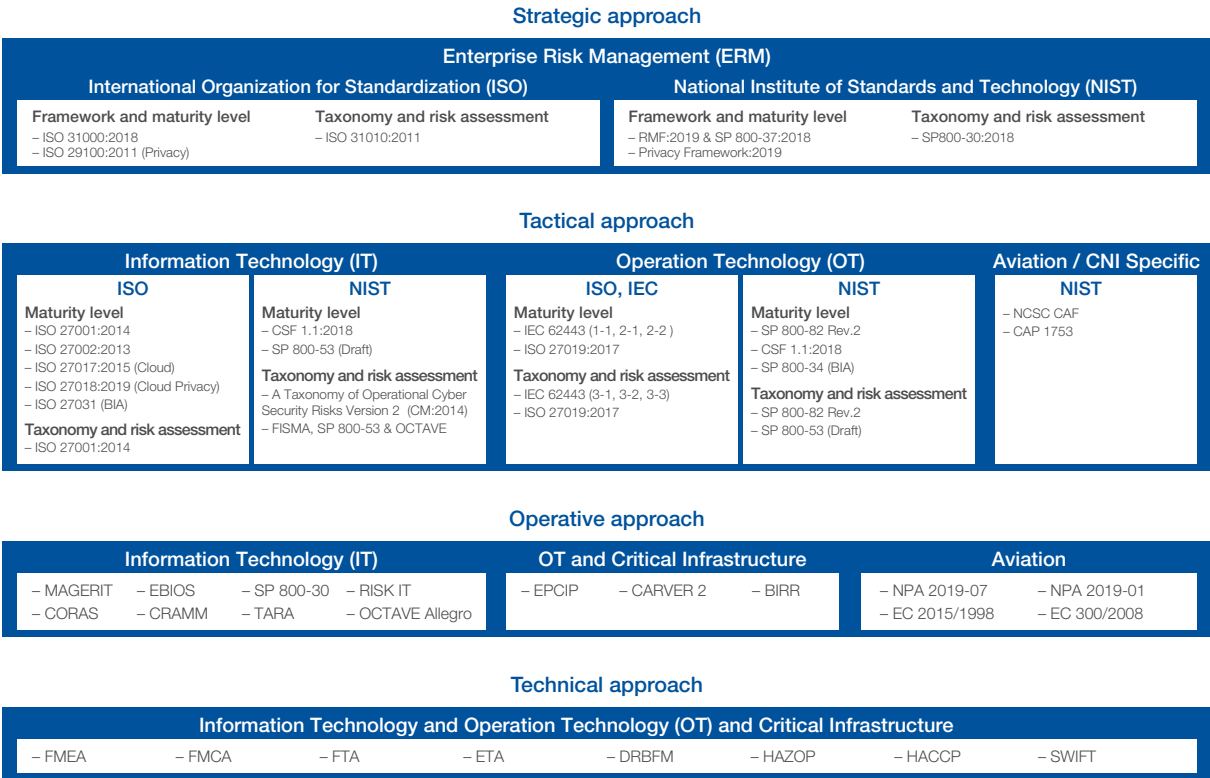 Strategic approach
Enterprise Risk Management (ERM)
International Organization for Standardization (ISO)
Framework and maturity level
– ISO 31000:2018
– ISO 29100:2011 (Privacy)
Taxonomy and risk assessment
– ISO 31010:2011
National Institute of Standards and Technology (NIST)
Framework and maturity level
– RMF:2019 & SP 800-37:2018
– Privacy Framework:2019
Taxonomy and risk assessment
– SP800-30:2018
Tactical approach
Information Technology (IT)
ISO
Maturity level
– ISO 27001:2014
– ISO 27002:2013
– ISO 27017:2015 (Cloud)
– ISO 27018:2019 (Cloud Privacy)
– ISO 27031 (BIA)
Taxonomy and risk assessment
– ISO 27001:2014
NIST
Maturity level
– CSF 1.1:2018
– SP 800-53 (Draft)
Taxonomy and risk assessment
– A Taxonomy of Operational Cyber
Security Risks Version 2 (CM:2014)
– FISMA, SP 800-53 & OCTAVE
Operation Technology (OT)
ISO, IEC
Maturity level
– IEC 62443 (1-1, 2-1, 2-2 )
– ISO 27019:2017
Taxonomy and risk assessment
– IEC 62443 (3-1, 3-2, 3-3)
– ISO 27019:2017
NIST
Maturity level
– SP 800-82 Rev.2
– CSF 1.1:2018
– SP 800-34 (BIA)
Taxonomy and risk assessment
– SP 800-82 Rev.2
– SP 800-53 (Draft)
Aviation / CNI Specific
NIST
– NCSC CAF
– CAP 1753
Operative approach
Information Technology (IT)
– MAGERIT – EBIOS – SP 800-30 – RISK IT
– CORAS – CRAMM – TARA – OCTAVE Allegro
OT and Critical Infrastructure
– EPCIP – CARVER 2 – BIRR
Aviation
– NPA 2019-07 – NPA 2019-01
– EC 2015/1998 – EC 300/2008
Technical approach
Information Technology and Operation Technology (OT) and Critical Infrastructure
– FMEA – FMCA – FTA – ETA – DRBFM – HAZOP – HACCP – SWIFT